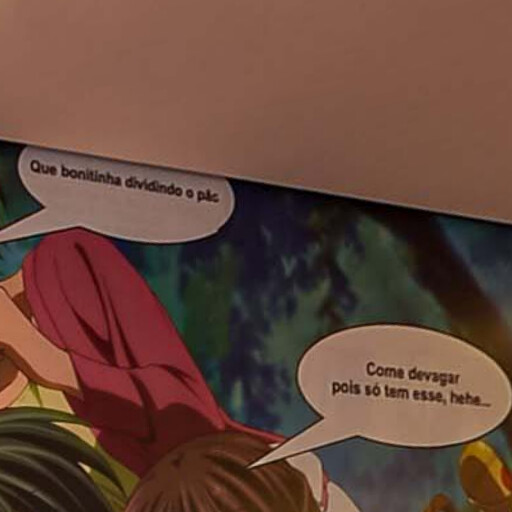 Que bonitinha dividindo o pão
Come devagar
pois só tem esse, hehe...